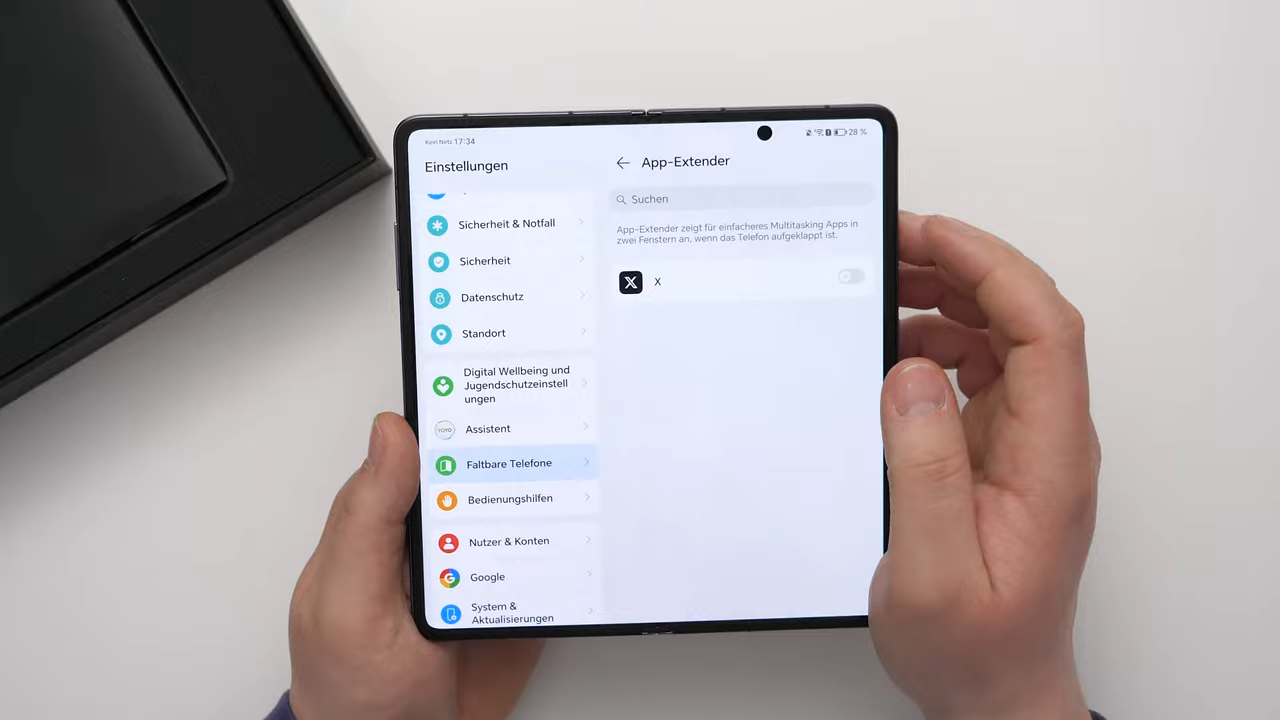 Kein Netz 17:34
28 %
Einstellungen
Sicherheit & Notfall
Sicherheit
Datenschutz
Standort
Digital Wellbeing und
Jugendschutzeinstell
ungen
YOYO
Assistent
Faltbare Telefone
Bedienungshilfen
Nutzer & Konten
Google
System &
Aktualisierungen
App-Extender
Suchen
App-Extender zeigt für einfacheres Multitasking Apps in
zwei Fenstern an, wenn das Telefon aufgeklappt ist.
X